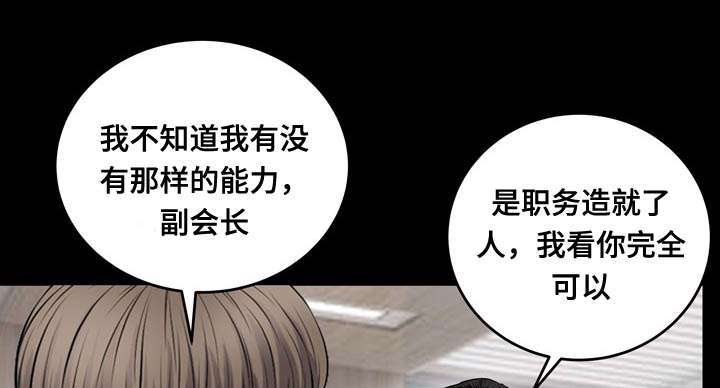 我不知道我有没
有那样的能力，
副会长
是职务造就了
人，我看你完全
可以